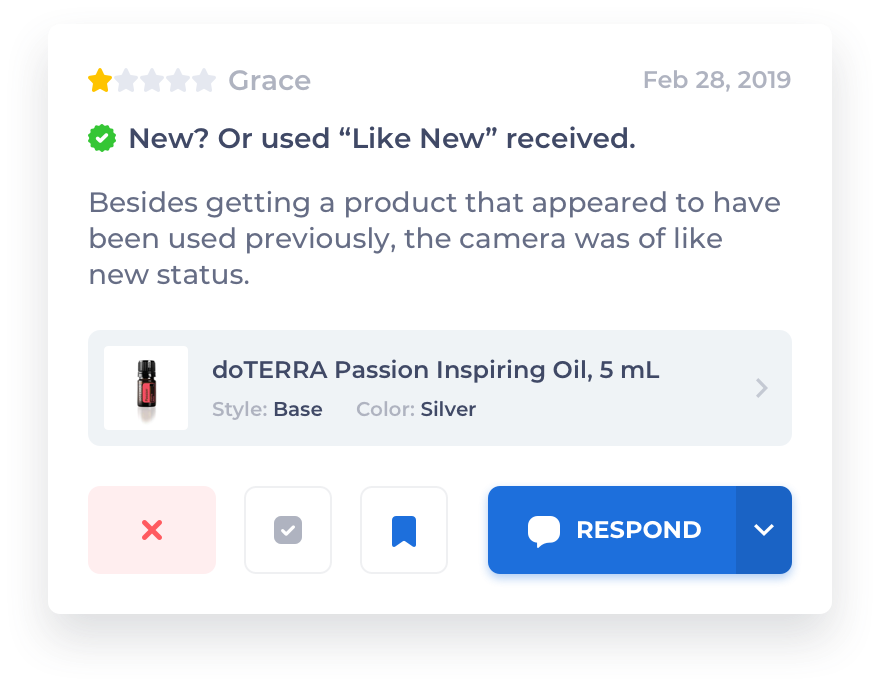 Grace
Feb 28, 2019
New? Or used “Like New” received.
Besides getting a product that appeared to have
been used previously, the camera was of like
new status.
doTERRA Passion Inspiring Oil, 5 mL
Style: Base Color: Silver
RESPOND